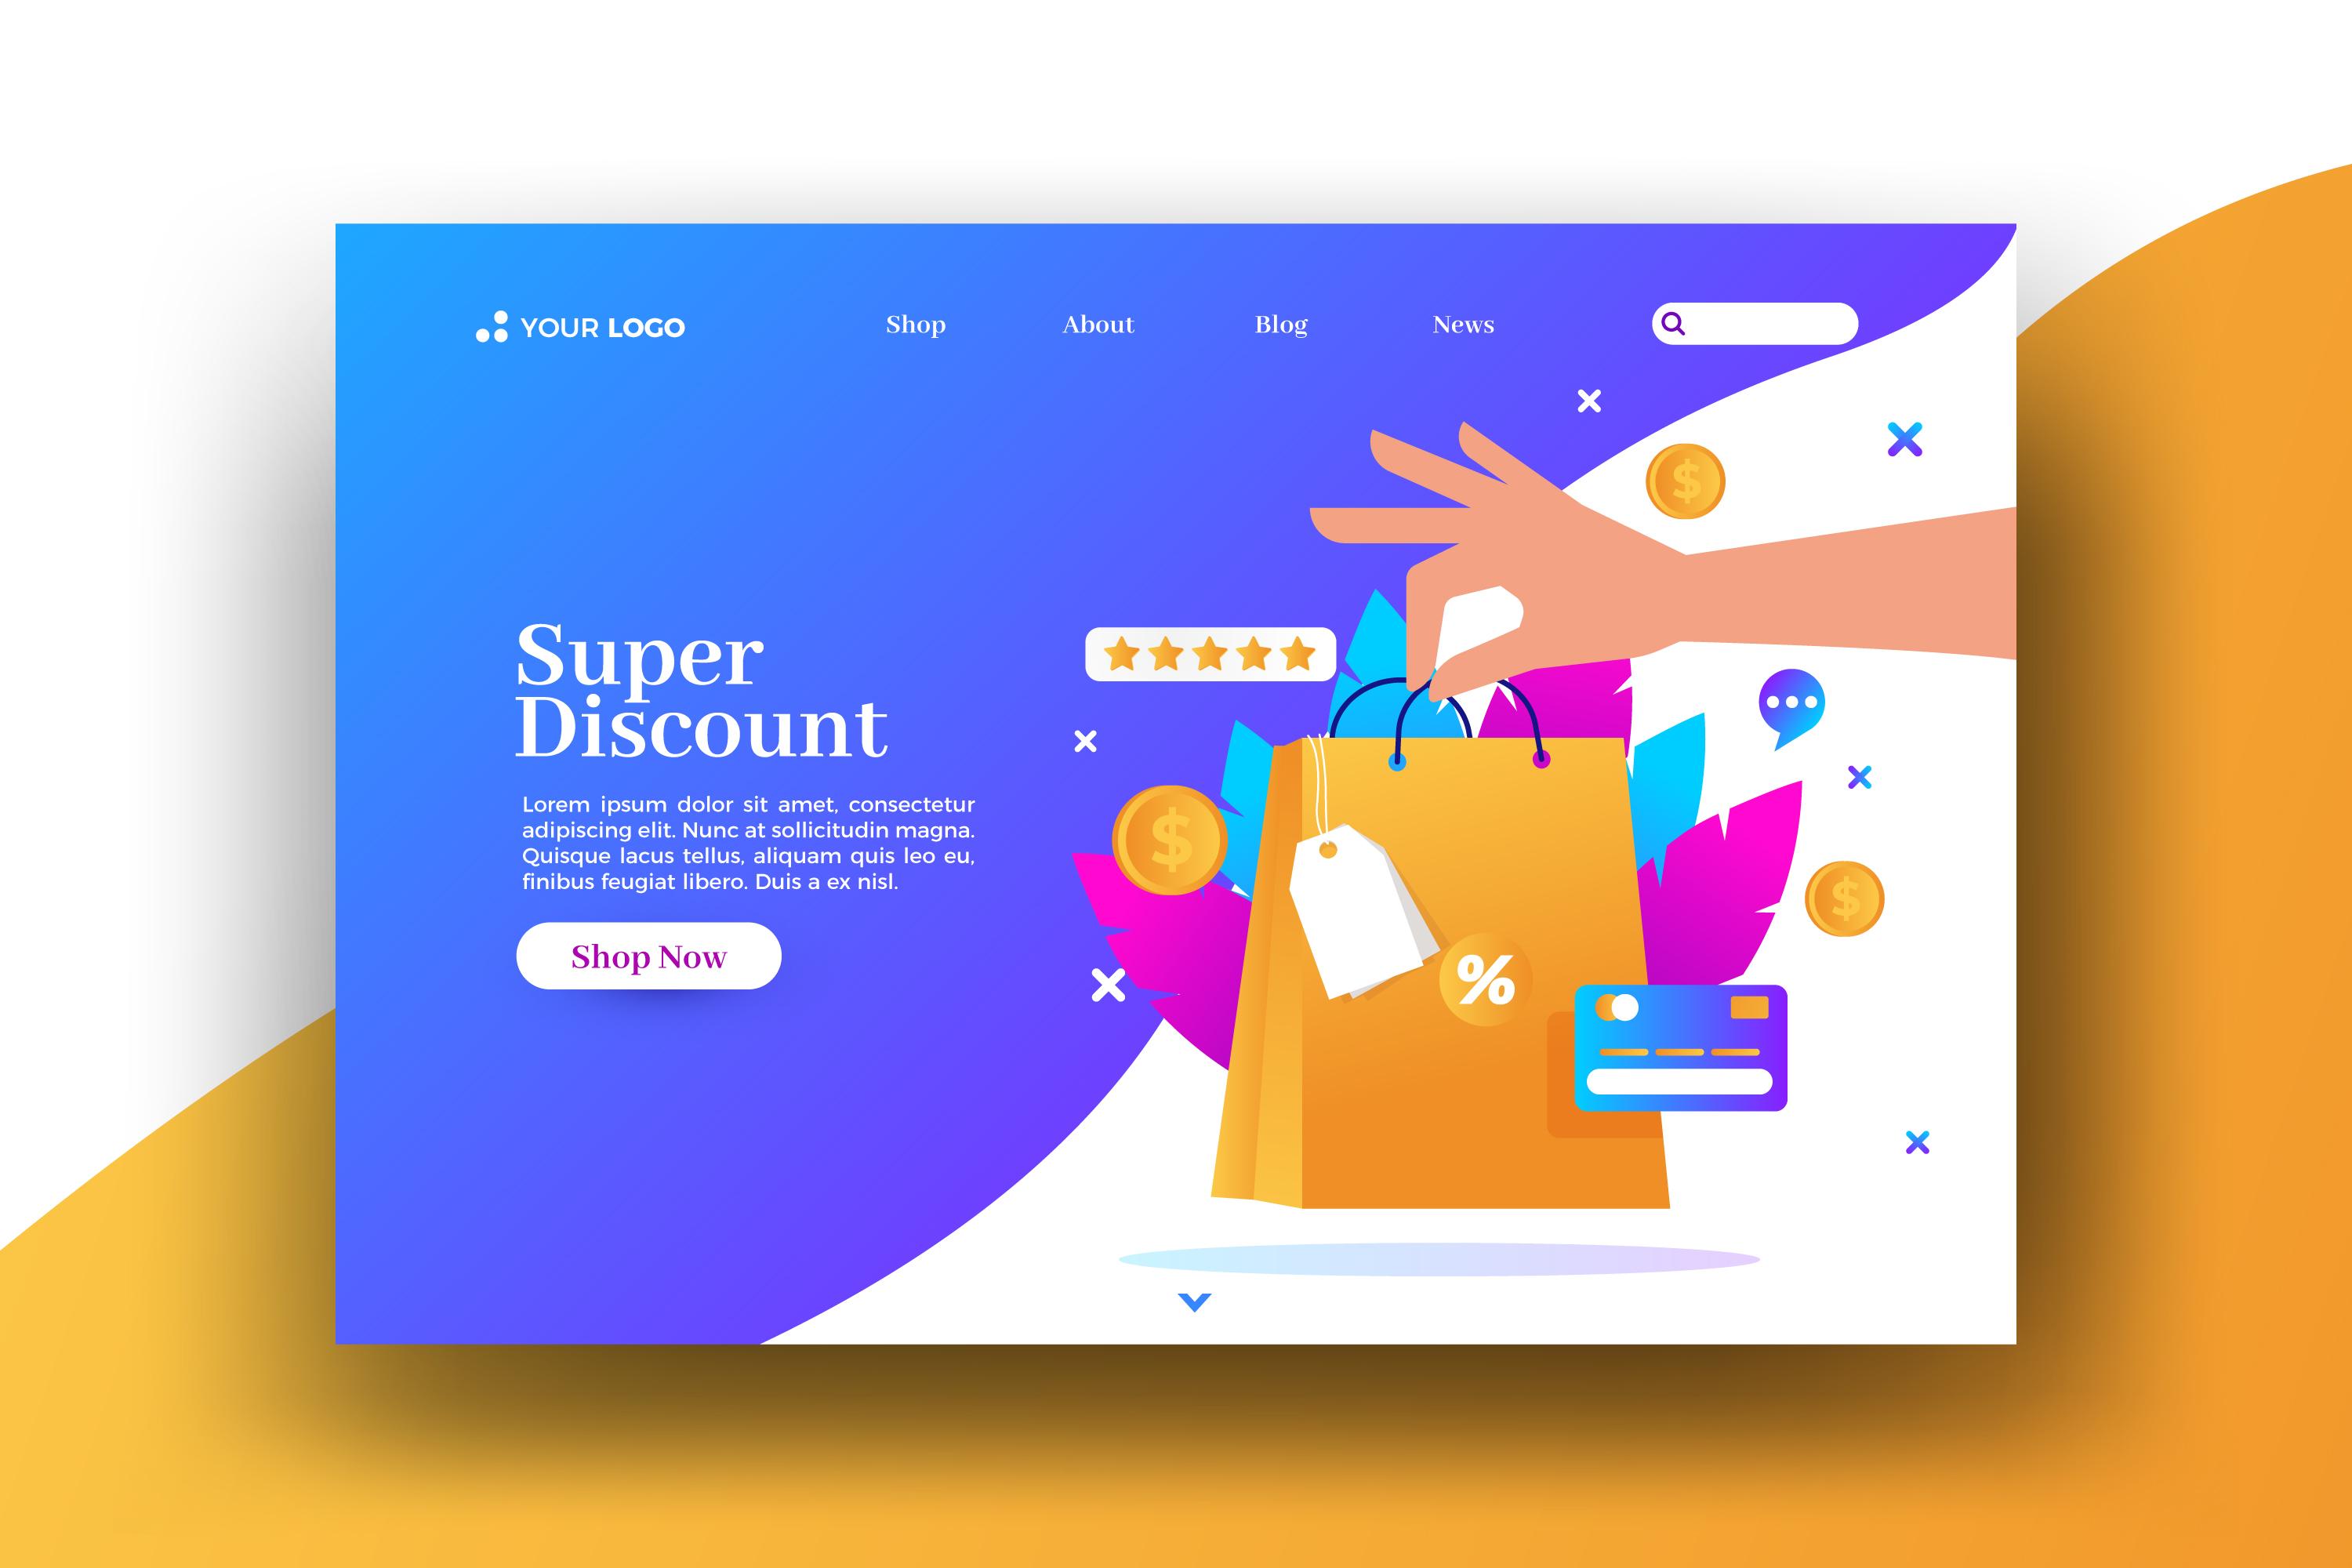 YOUR LOGO
Shop
About
Blog
News
Super
Discount
Lorem ipsum dolor sit amet, consectetur
adipiscing elit. Nunc at sollicitudin magna.
Quisque lacus tellus, aliquam quis leo eu,
finibus feugiat libero. Duis a ex nisl.
Shop Now
$
$
$
%